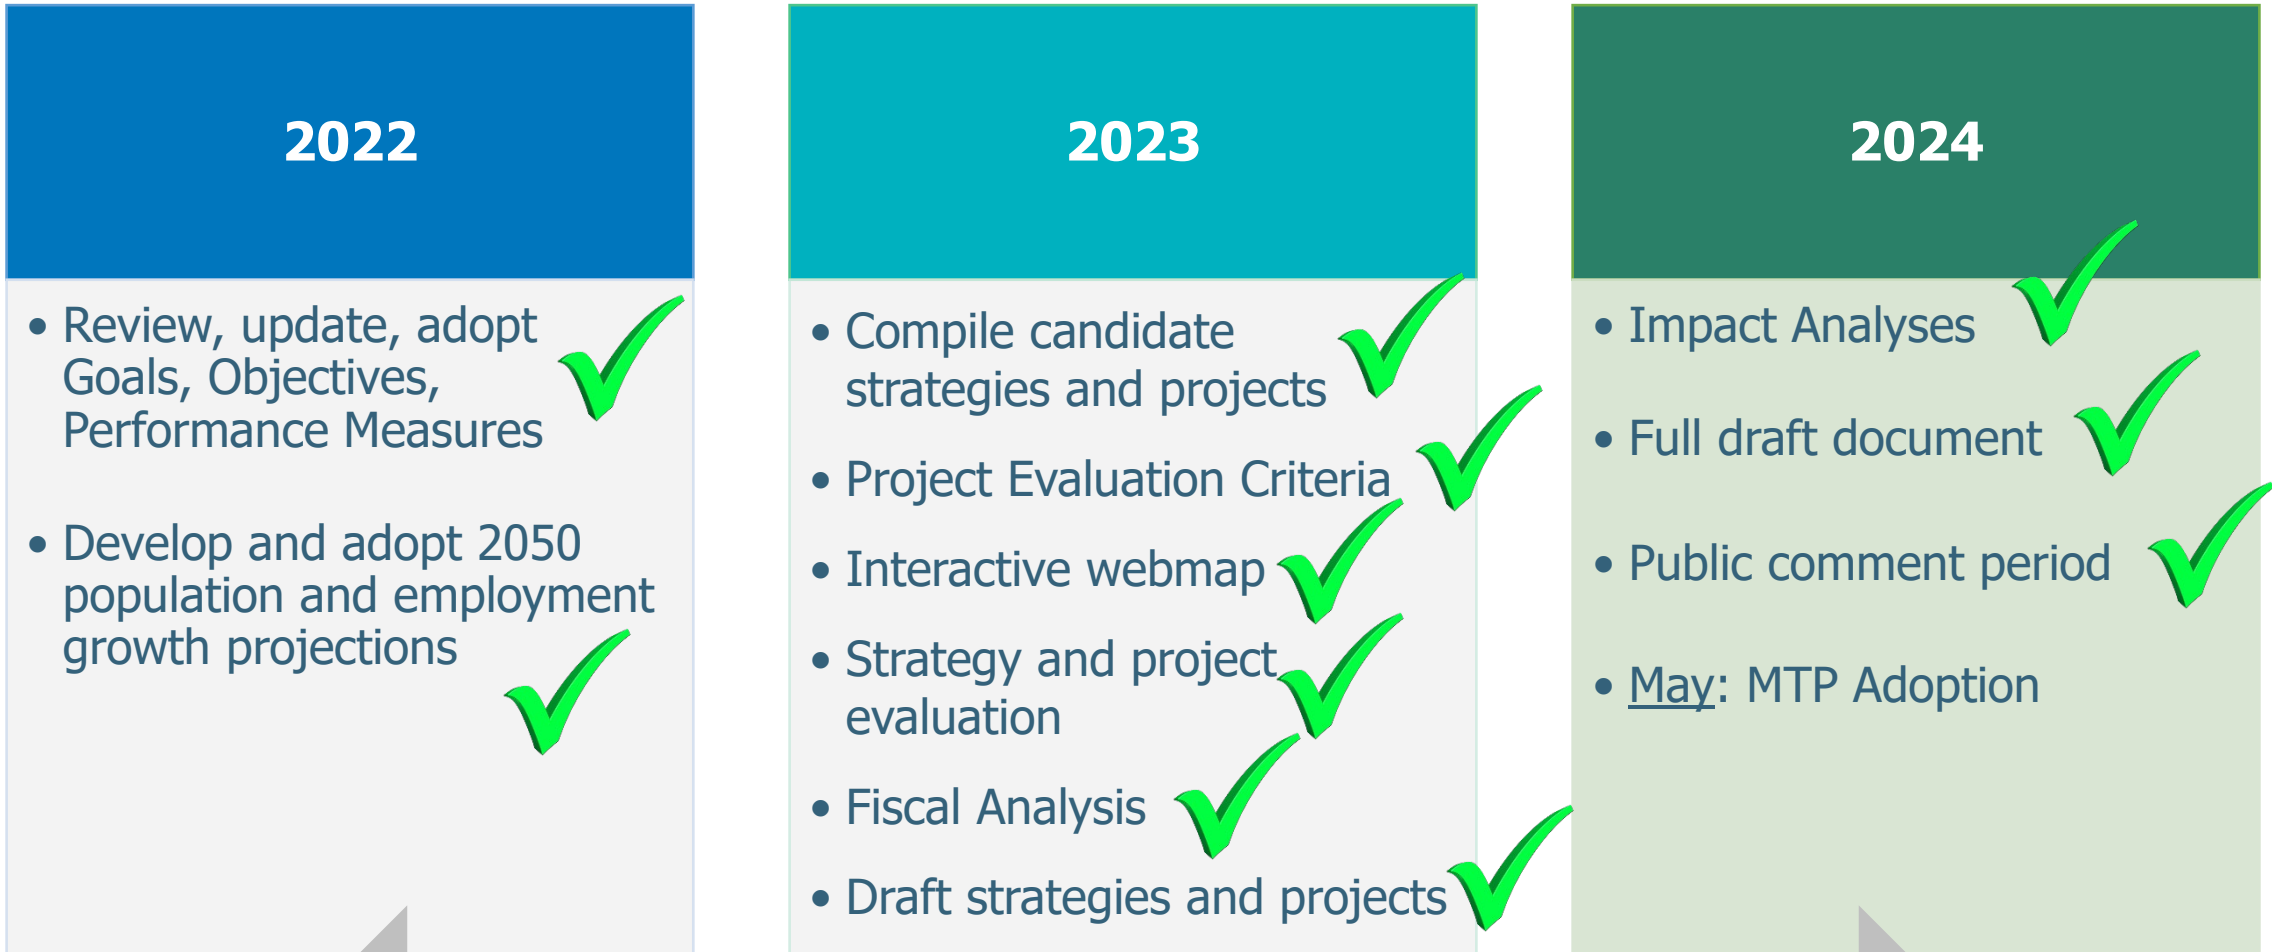 2022
• Review, update, adopt
Goals, Objectives,
Performance Measures
• Develop and adopt 2050
population and employment
growth projections
2023
• Compile candidate
strategies and projects
• Project Evaluation Criteria
• Interactive webmap
• Strategy and project
evaluation
• Fiscal Analysis
• Draft strategies and projects
2024
• Impact Analyses
• Full draft document
• Public comment period
• May: MTP Adoption